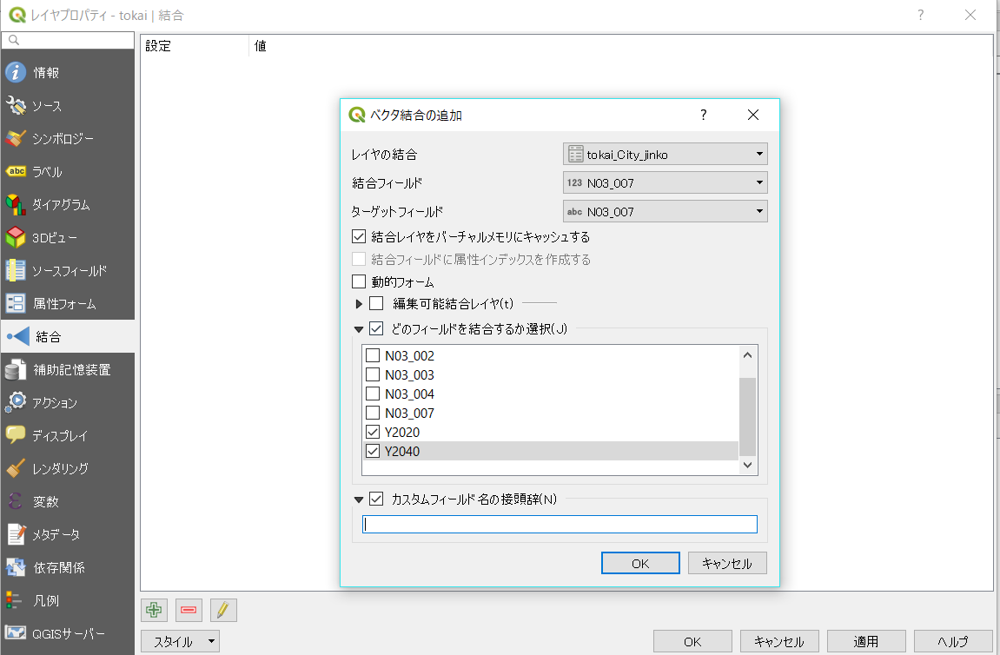 レイヤプロパティ - tokai | 結合
?
設定 値
情報
ソース
シンボロジー
abc ラベル
ダイアグラム
3Dビュー
ソースフィールド
属性フォーム
結合
補助記憶装置
アクション
ディスプレイ
レンダリング
変数
メタデータ
依存関係
凡例
QGISサーバー
ベクタ結合の追加 ?
レイヤの結合 tokai_City_jinko
結合フィールド 123 N03_007
ターゲットフィールド abc N03_007
結合レイヤをバーチャルメモリにキャッシュする
結合フィールドに属性インデックスを作成する
動的フォーム
編集可能結合レイヤ(t)
どのフィールドを結合するか選択(J)
N03_002
N03_003
N03_004
N03_007
Y2020
Y2040
カスタムフィールド名の接頭辞(N)
OK キャンセル
スタイル OK キャンセル 適用 ヘルプ